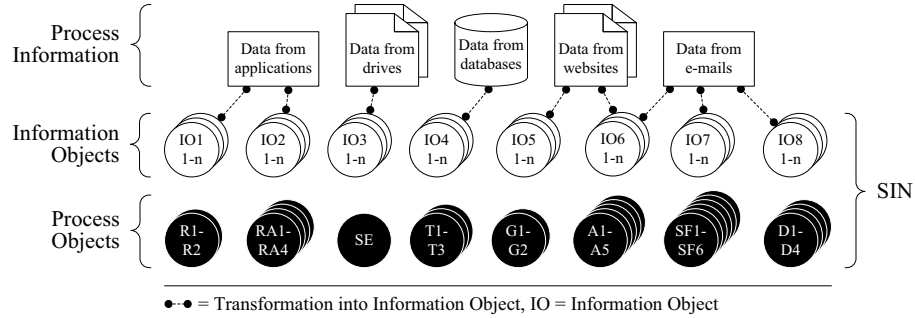 Process
Information
Data from
applications
Data from
drives
Data from
databases
Data from
websites
Data from
e-mails
Information
Objects
IO1
1-n
IO2
1-n
IO3
1-n
IO4
1-n
IO5
1-n
IO6
1-n
IO7
1-n
IO8
1-n
SIN
Process
Objects
R1-
R2
RA1-
RA4
SE
T1-
T3
G1-
G2
A1-
A5
SF1-
SF6
D1-
D4
= Transformation into Information Object, IO = Information Object